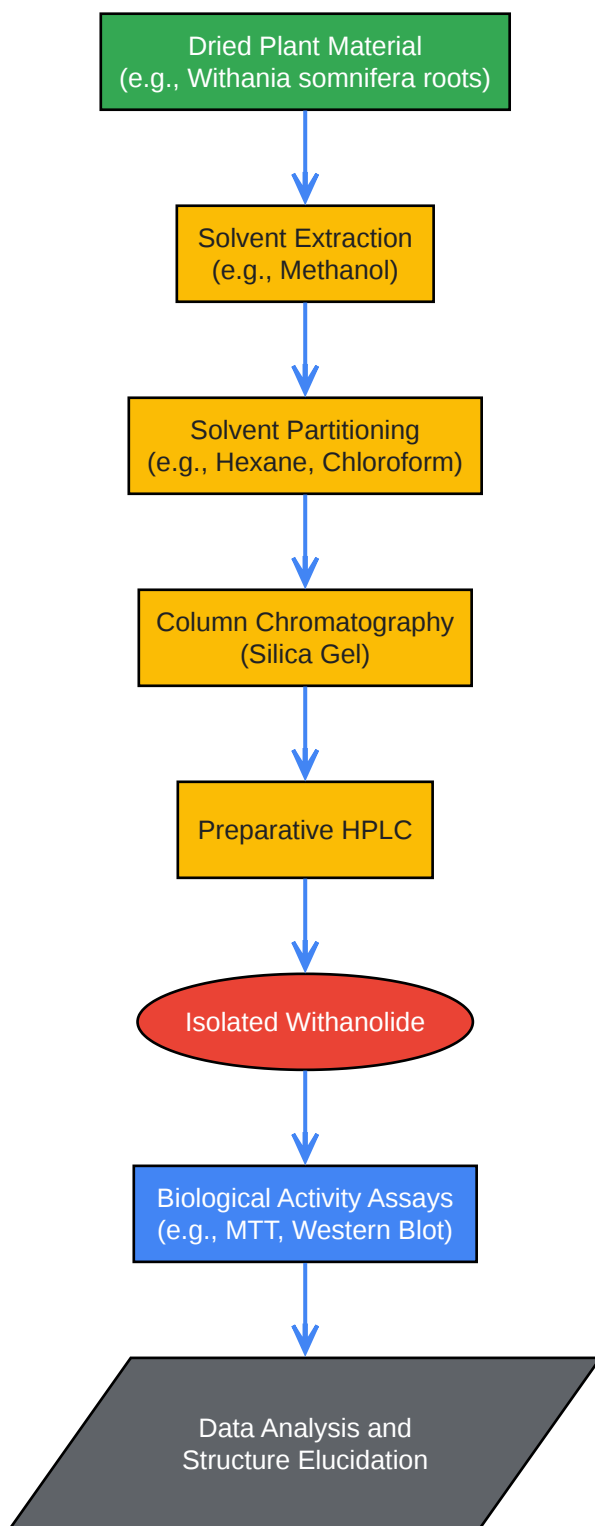 Dried Plant Material
(e.g., Withania somnifera roots)
Solvent Extraction
(e.g., Methanol)
Solvent Partitioning
(e.g., Hexane, Chloroform)
Column Chromatography
(Silica Gel)
Preparative HPLC
Isolated Withanolide
Biological Activity Assays
(e.g., MTT, Western Blot)
Data Analysis and
Structure Elucidation